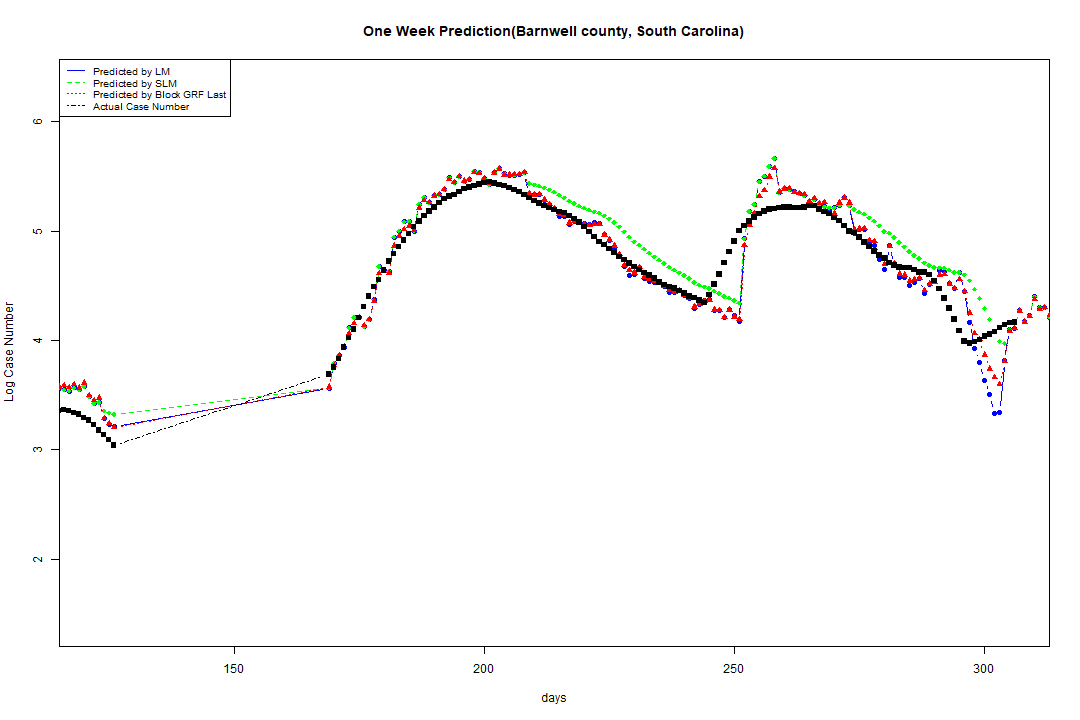 One Week Prediction(Barnwell county, South Carolina)
Predicted by LM
Predicted by SLM
Predicted by Block GRF Last
Actual Case Number
6
5
4
3
2
Log Case Number
150
200
250
300
days